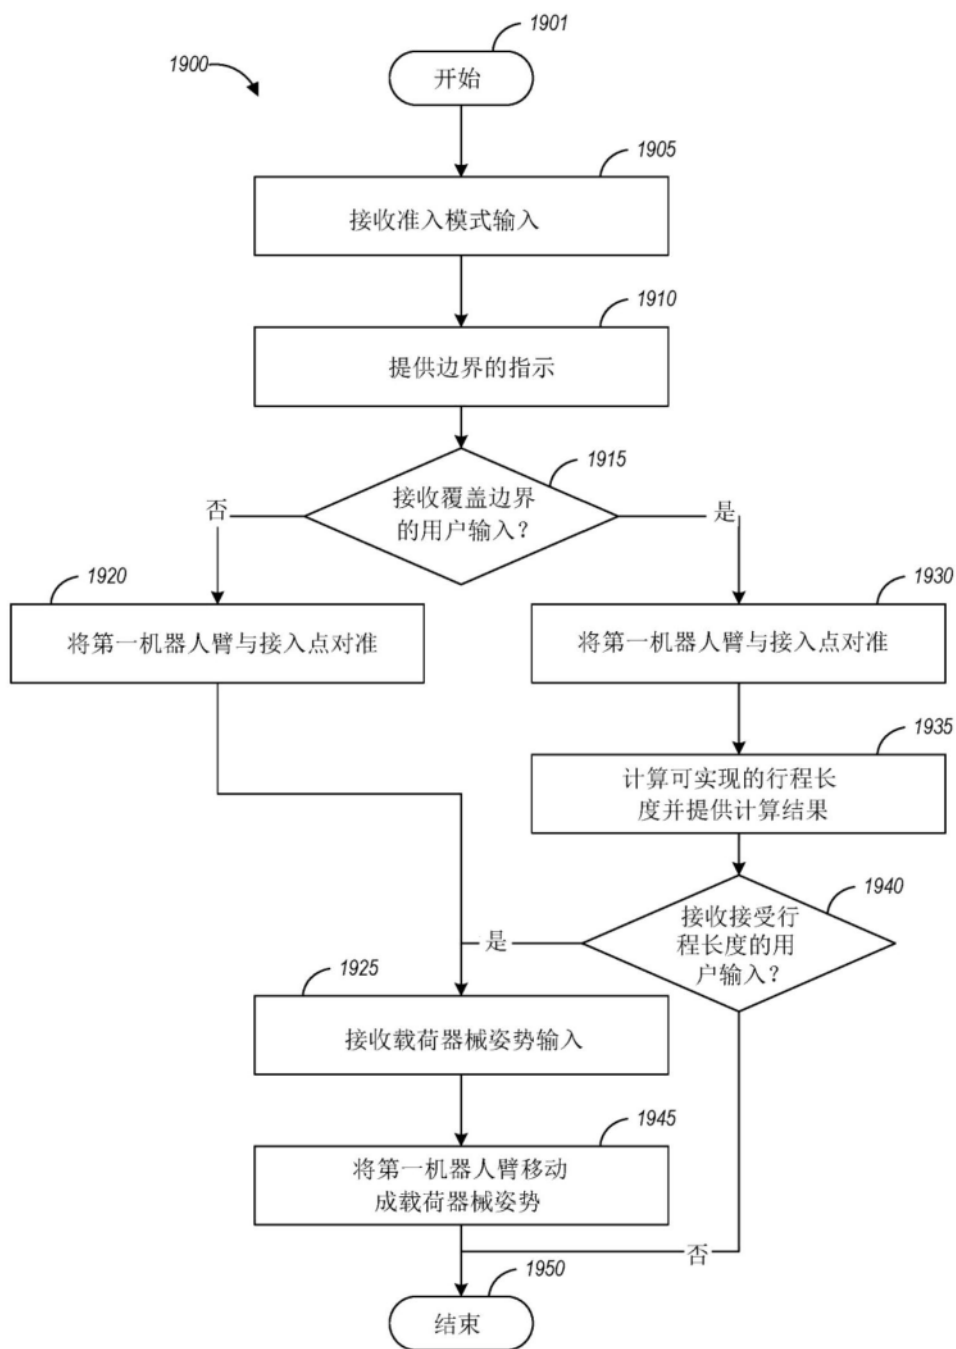 1901
1900
开始
1905
接收准入模式输入
1910
提供边界的指示
1915
接收覆盖边界
的用户输入？
否
是
1920
将第一机器人臂与接入点对准
1930
将第一机器人臂与接入点对准
1935
计算可实现的行程长
度并提供计算结果
1940
接收接受行
程长度的用
户输入？
是
1925
接收载荷器械姿势输入
1945
将第一机器人臂移动
成载荷器械姿势
否
1950
结束